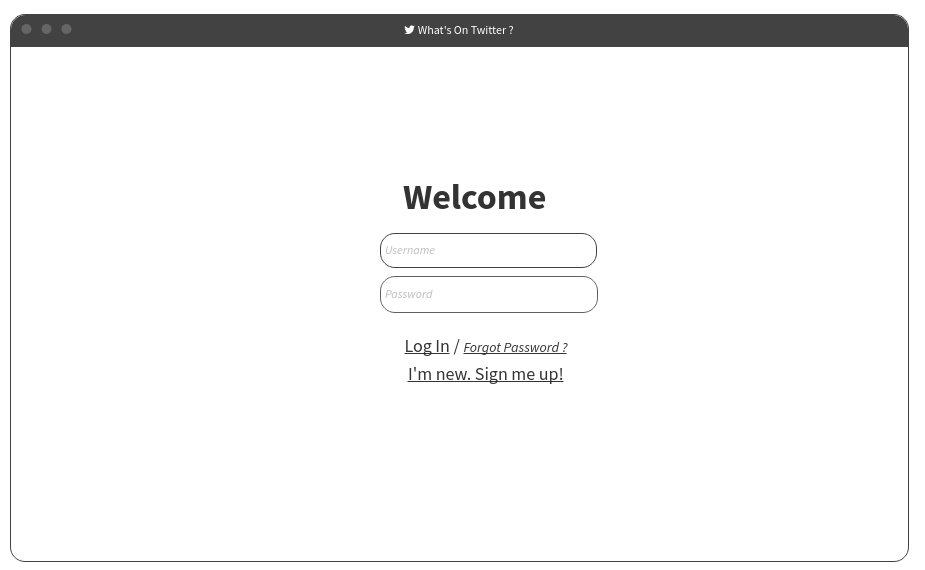 What's On Twitter ?
Welcome
Username
Password
Log In / Forgot Password ?
I'm new. Sign me up!